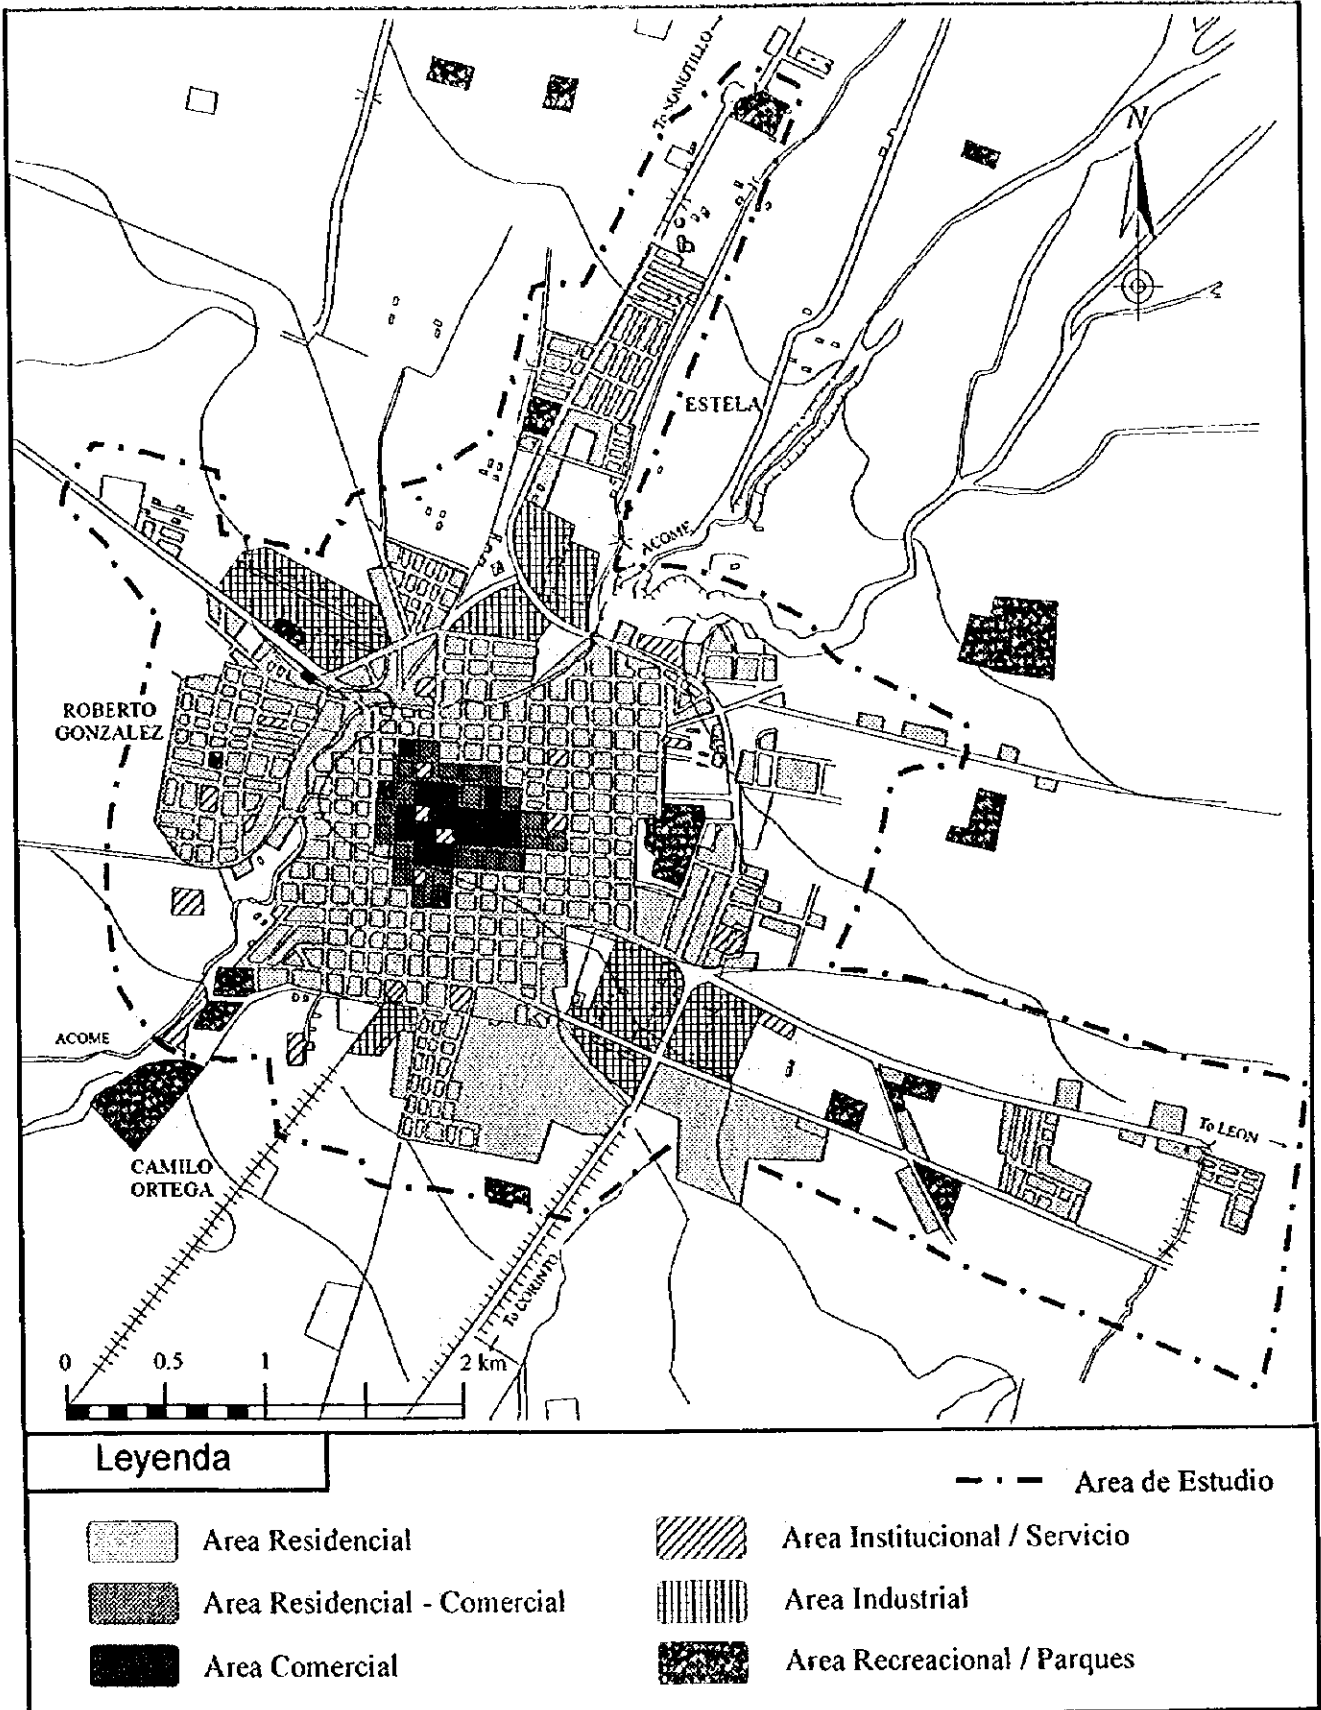 To TONOTILLO
N
ESTELA
ACOME
ROBERTO
GONZALEZ
ACOME
CAMILO
ORTEGA
To LEON
To CORINTO
0 0.5 1 2 km
Leyenda
Area de Estudio
Area Residencial
Area Institucional / Servicio
Area Residencial - Comercial
Area Industrial
Area Comercial
Area Recreacional / Parques